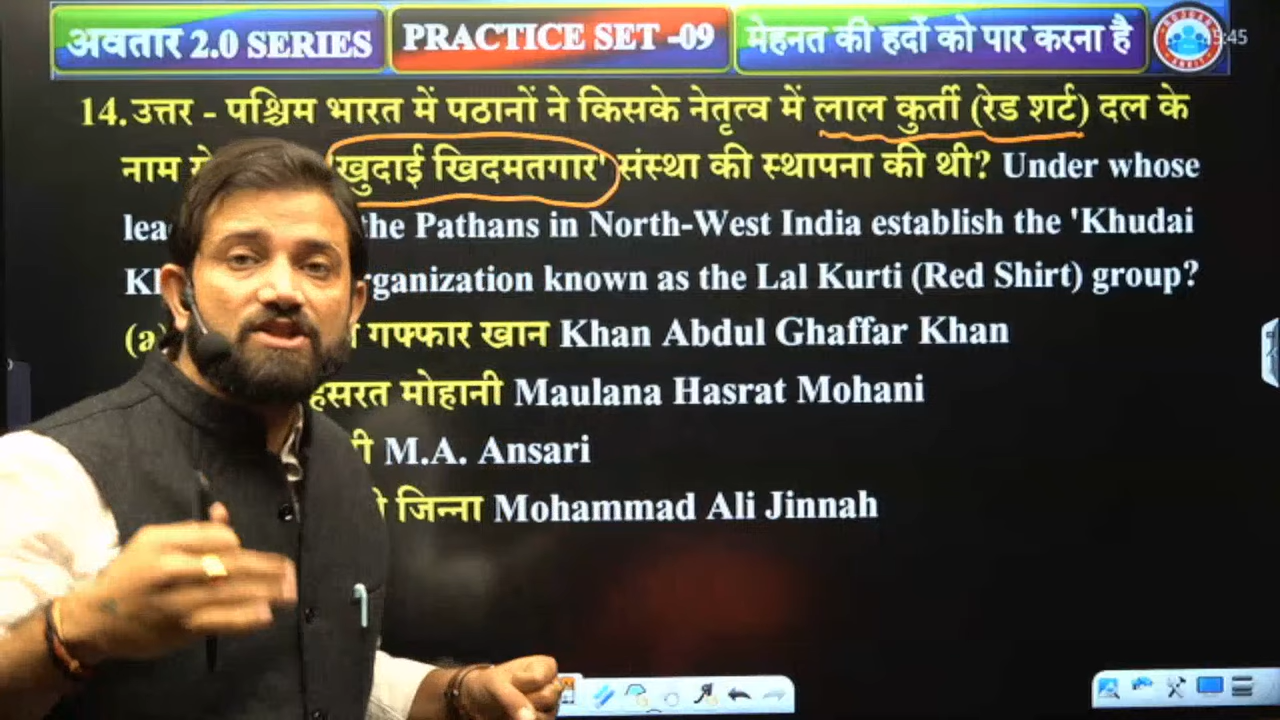 अवतार 2.0 SERIES
PRACTICE SET -09
मेहनत की हदों को पार करना है
5:45
14. उत्तर - पश्चिम भारत में पठानों ने किसके नेतृत्व में लाल कुर्ती (रेड शर्ट) दल के
नाम 'खुदाई खिदमतगार' संस्था की स्थापना की थी? Under whose
the Pathans in North-West India establish the 'Khudai
known as the Lal Kurti (Red Shirt) group?
(a) गफ्फार खान Khan Abdul Ghaffar Khan
हसरत मोहानी Maulana Hasrat Mohani
M.A. Ansari
जिन्ना Mohammad Ali Jinnah